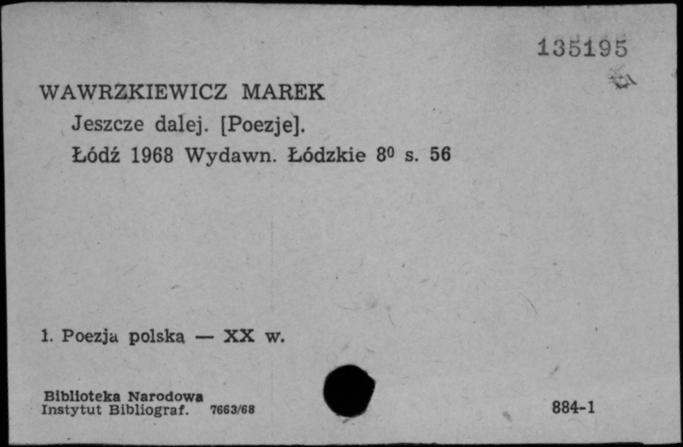 135195
WAWRZKIEWICZ MAREK
Jeszcze dalej. [Poezje].
Łódź 1968 Wydawn. Łódzkie 8⁰ s. 56
1. Poezja polska — XX w.
Biblioteka Narodowa
Instytut Bibliograf. 7663/68
884-1